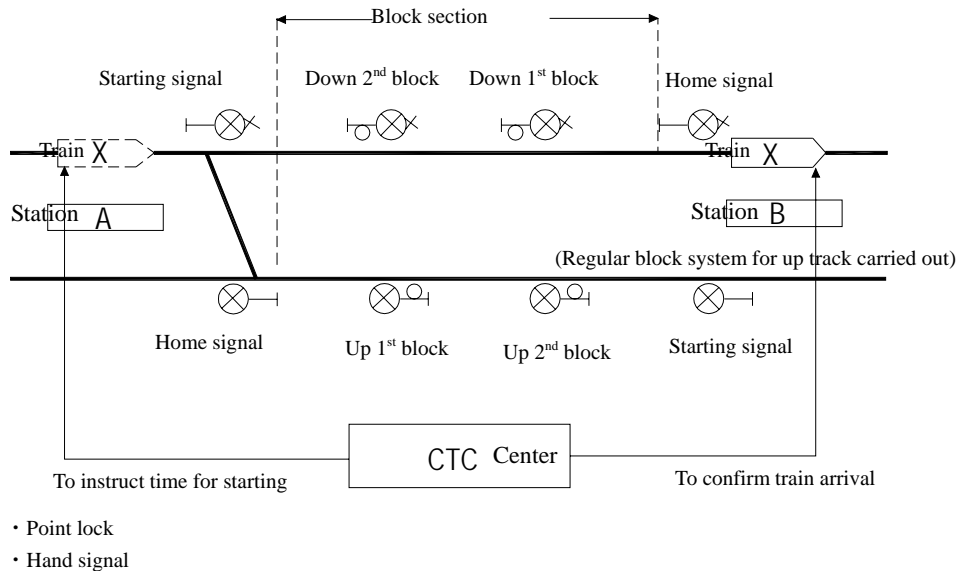 Block section
Starting signal
Down 2nd block
Down 1st block
Home signal
Train X
Train X
Station A
Station B
(Regular block system for up track carried out)
Home signal
Up 1st block
Up 2nd block
Starting signal
CTC Center
To instruct time for starting
To confirm train arrival
・Point lock
・Hand signal